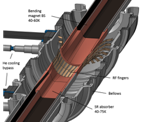 Bending
magnet BS
40-60K
He cooling
bypass
RF fingers
Bellows
SR absorber
40-75K